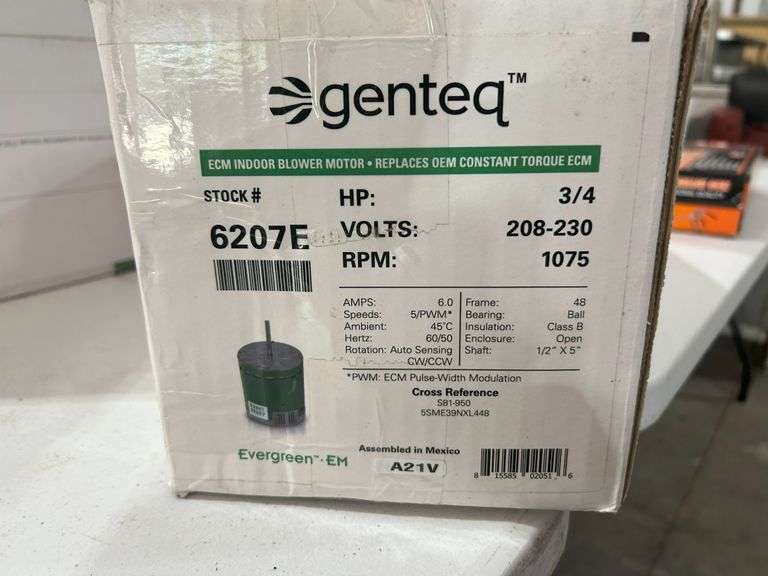 genteq™
ECM INDOOR BLOWER MOTOR • REPLACES OEM CONSTANT TORQUE ECM
STOCK # 6207E
HP: 3/4
VOLTS: 208-230
RPM: 1075
AMPS: 6.0
Speeds: 5/PWM*
Ambient: 45°C
Hertz: 60/50
Rotation: Auto Sensing
CW/CCW
Frame: 48
Bearing: Ball
Insulation: Class B
Enclosure: Open
Shaft: 1/2" X 5"
*PWM: ECM Pulse-Width Modulation
Cross Reference
SB1-950
5SME39NXL448
Evergreen™-EM
Assembled in Mexico
A21V
8 15585 02051 6